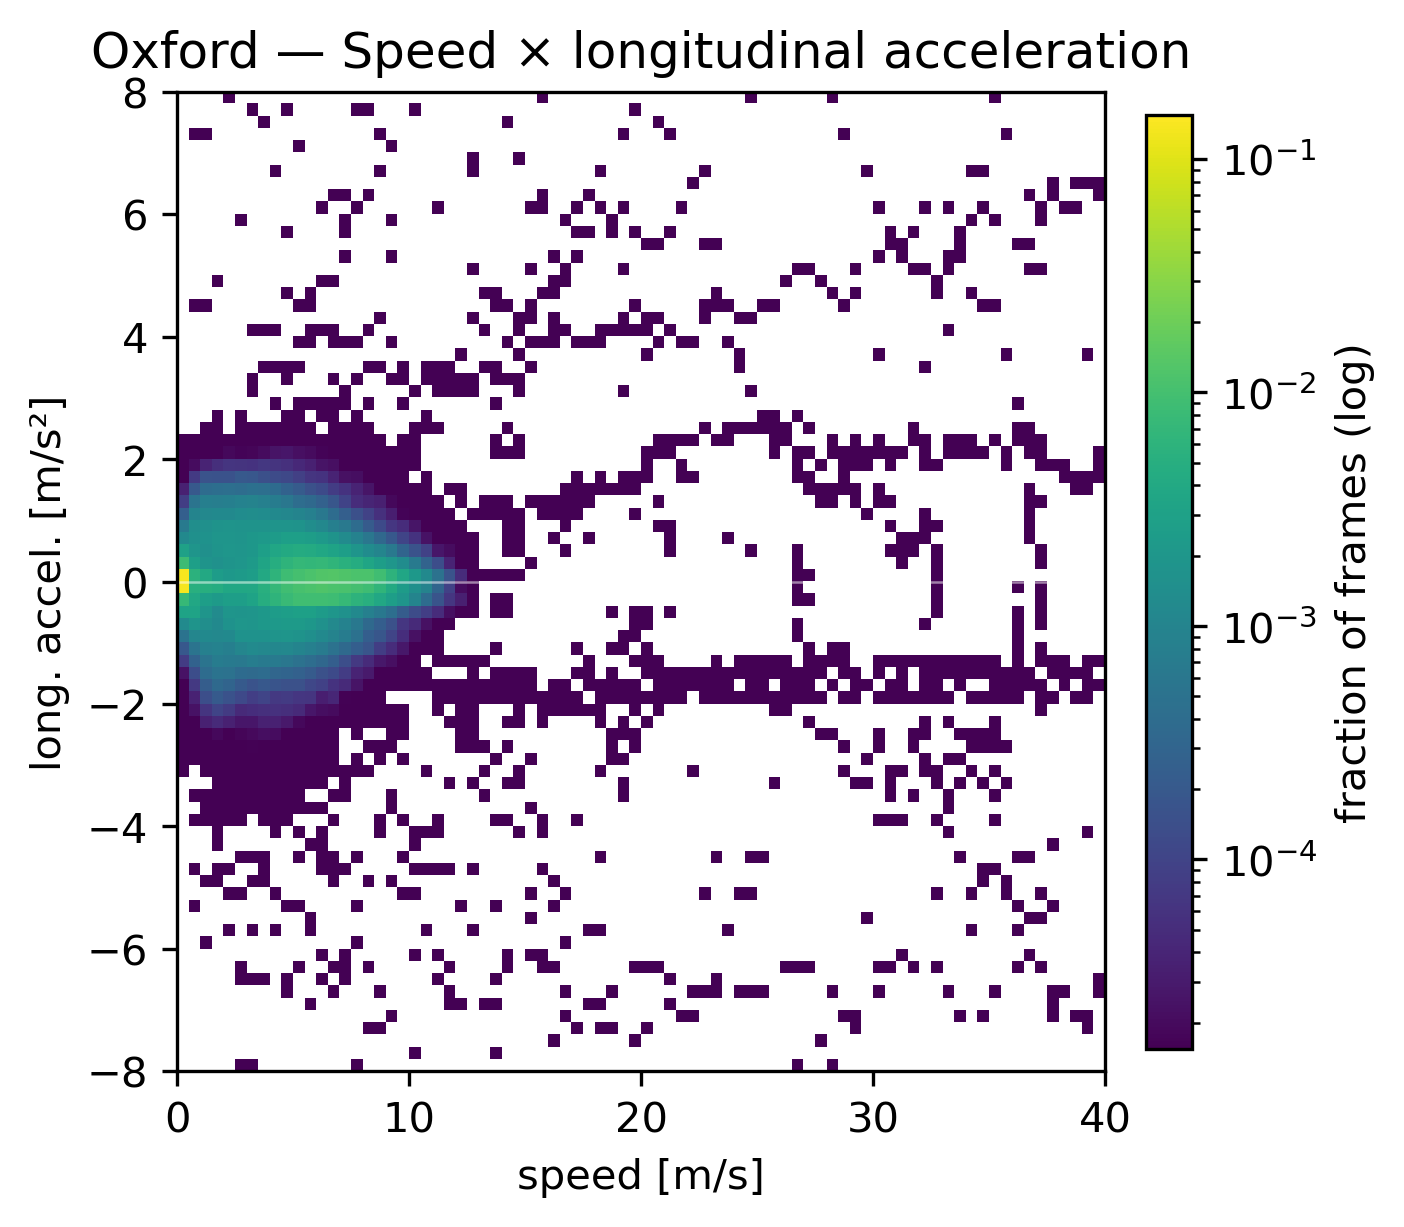 Oxford — Speed × longitudinal acceleration
8
6
4
2
0
−2
−4
−6
−8
long. accel. [m/s²]
0 10 20 30 40
speed [m/s]
10⁻¹
10⁻²
10⁻³
10⁻⁴
fraction of frames (log)